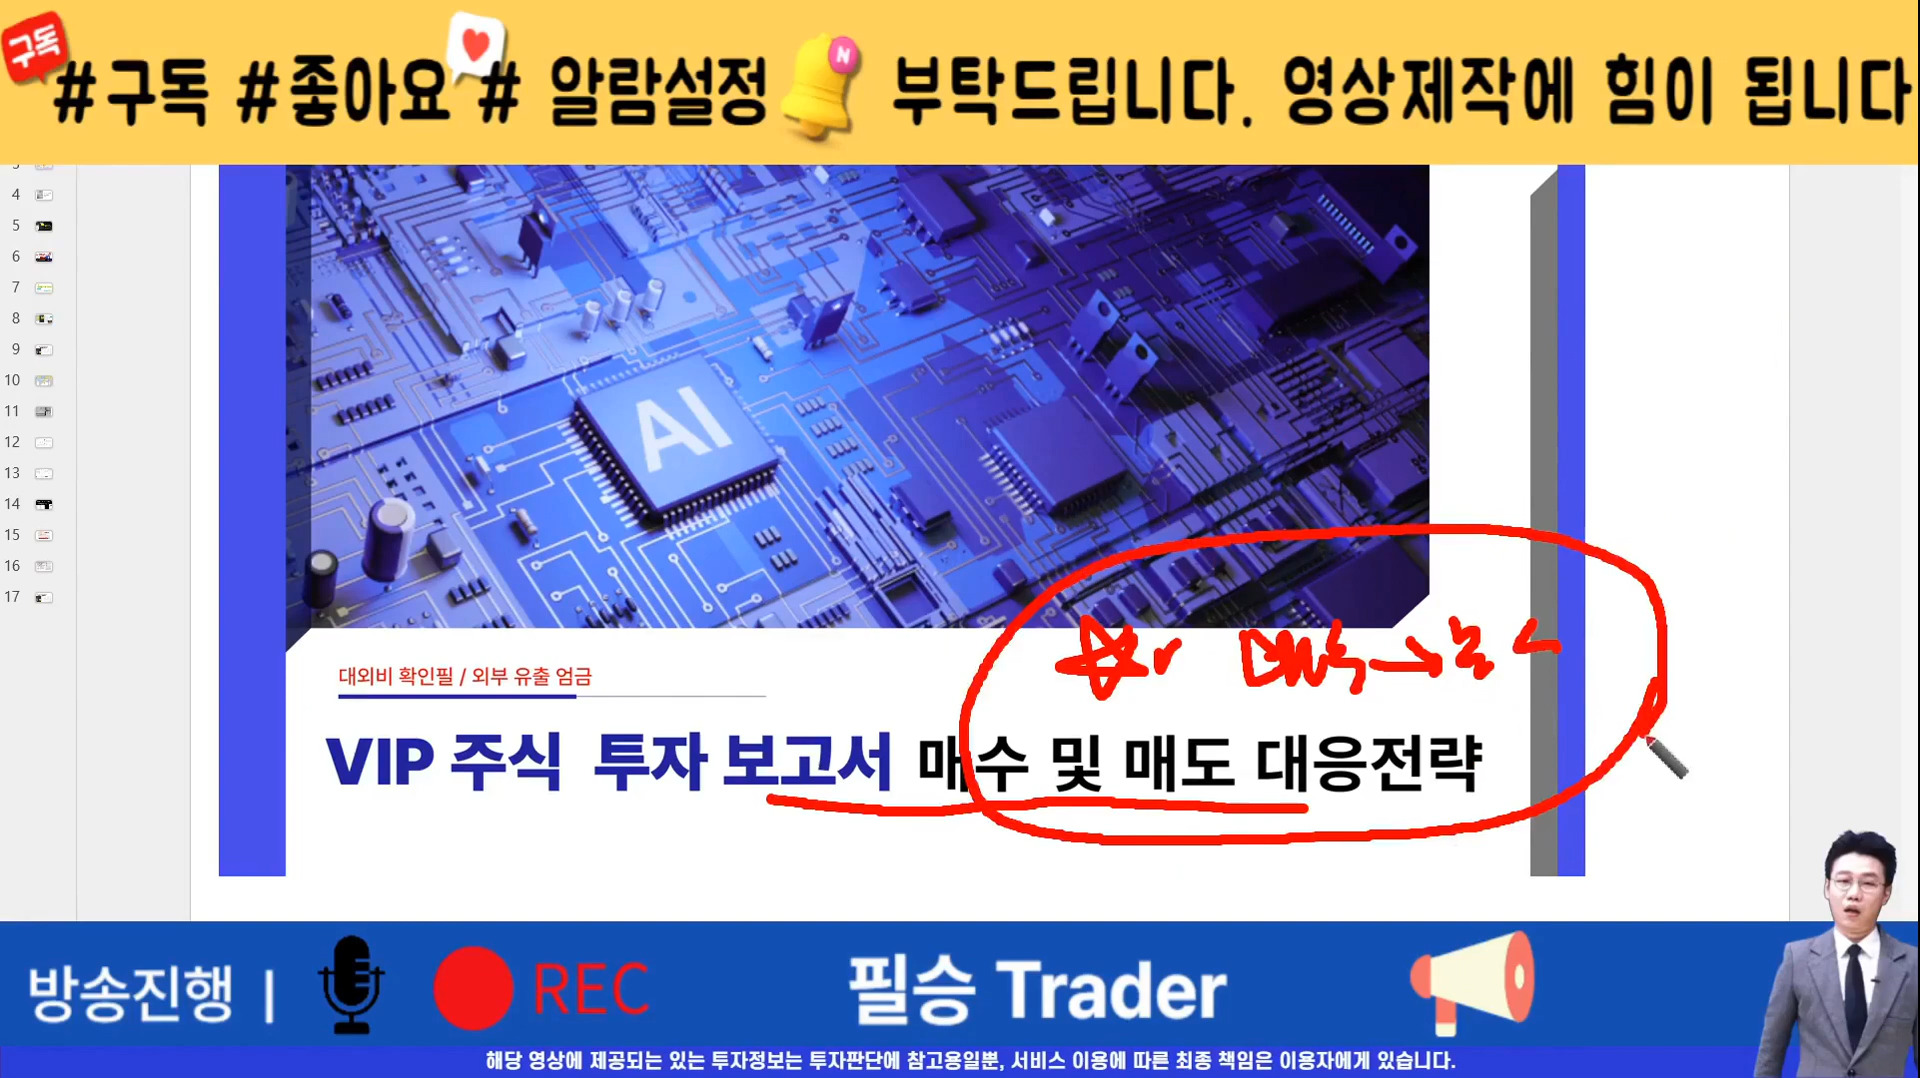 구독
#구독 #좋아요 # 알람설정 N 부탁드립니다. 영상제작에 힘이 됩니다
4
5
6
7
8
9
10
11
12
13
14
15
16
17
AI
대외비 확인필 / 외부 유출 엄금
VIP 주식 투자 보고서 매수 및 매도 대응전략
방송진행 | REC 필승 Trader
해당 영상에 제공되는 있는 투자정보는 투자판단에 참고용일뿐, 서비스 이용에 따른 최종 책임은 이용자에게 있습니다.